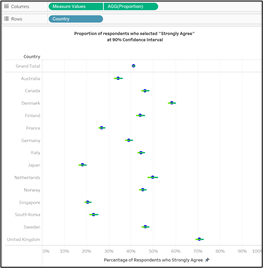 Columns Measure Values AGG(Proportion)
Rows Country
Proportion of respondents who selected "Strongly Agree"
at 90% Confidence Interval
Country
Grand Total
Australia
Canada
Denmark
Finland
France
Germany
Italy
Japan
Netherlands
Norway
Singapore
South Korea
Sweden
United Kingdom
0% 10% 20% 30% 40% 50% 60% 70% 80% 90% 100%
Percentage of Respondents who Strongly Agree